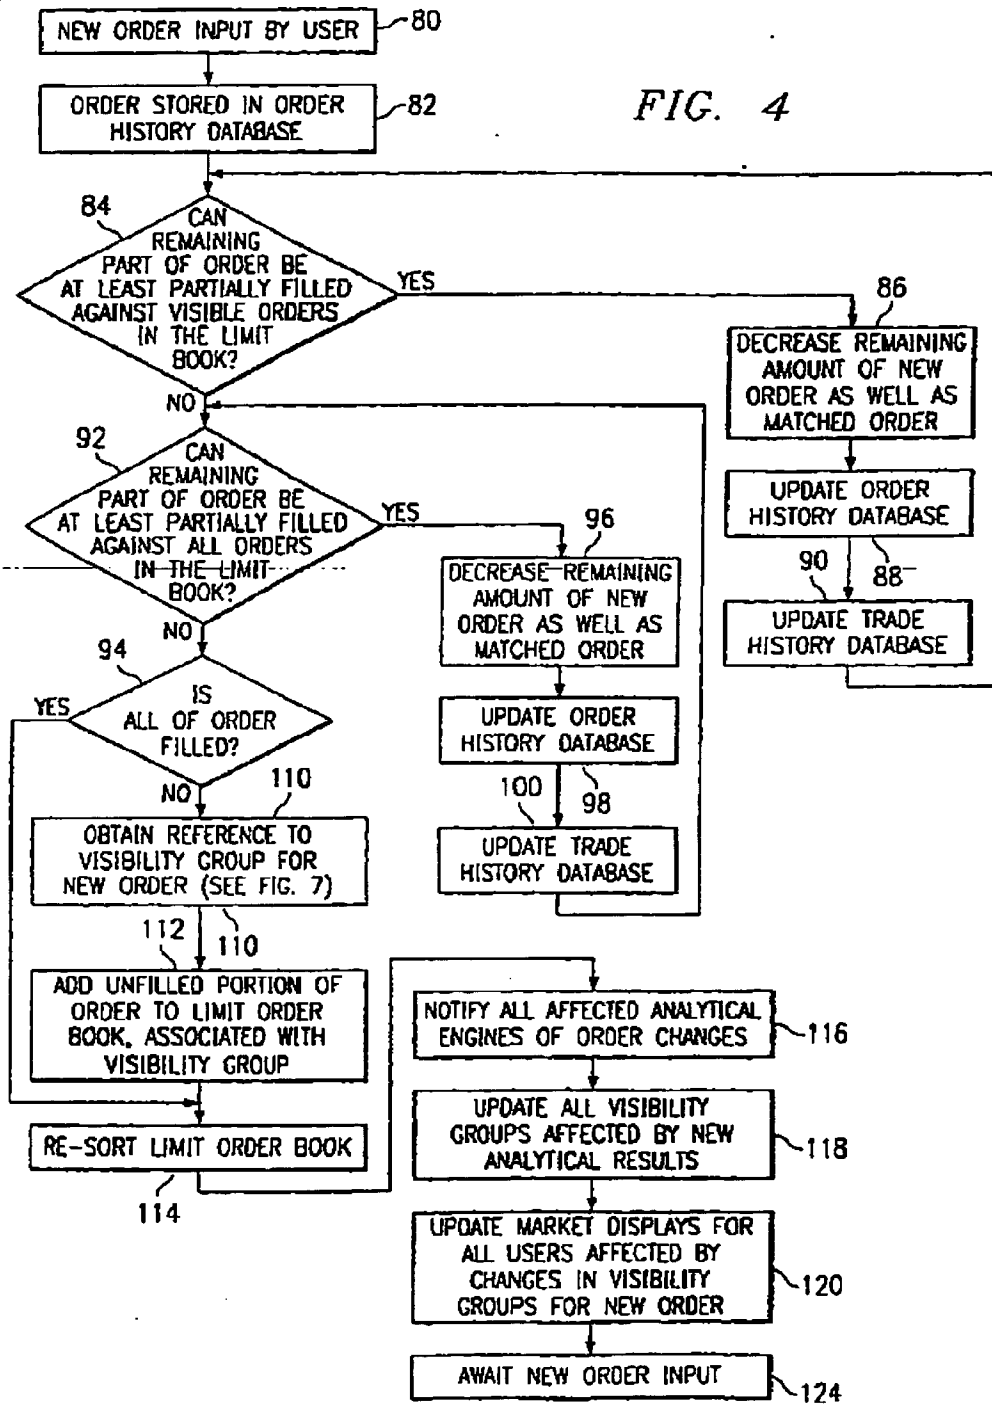 NEW ORDER INPUT BY USER
80
ORDER STORED IN ORDER
HISTORY DATABASE
82
FIG. 4
84
CAN
REMAINING
PART OF ORDER BE
AT LEAST PARTIALLY FILLED
AGAINST VISIBLE ORDERS
IN THE LIMIT
BOOK?
YES
NO
86
DECREASE REMAINING
AMOUNT OF NEW
ORDER AS WELL AS
MATCHED ORDER
UPDATE ORDER
HISTORY DATABASE
88
90
UPDATE TRADE
HISTORY DATABASE
92
CAN
REMAINING
PART OF ORDER BE
AT LEAST PARTIALLY FILLED
AGAINST ALL ORDERS
IN THE LIMIT
BOOK?
YES
NO
96
DECREASE REMAINING
AMOUNT OF NEW
ORDER AS WELL AS
MATCHED ORDER
UPDATE ORDER
HISTORY DATABASE
98
100
UPDATE TRADE
HISTORY DATABASE
94
YES
IS
ALL OF ORDER
FILLED?
NO
110
OBTAIN REFERENCE TO
VISIBILITY GROUP FOR
NEW ORDER (SEE FIG. 7)
110
112
ADD UNFILLED PORTION OF
ORDER TO LIMIT ORDER
BOOK, ASSOCIATED WITH
VISIBILITY GROUP
RE-SORT LIMIT ORDER BOOK
114
NOTIFY ALL AFFECTED ANALYTICAL
ENGINES OF ORDER CHANGES
116
UPDATE ALL VISIBILITY
GROUPS AFFECTED BY NEW
ANALYTICAL RESULTS
118
UPDATE MARKET DISPLAYS FOR
ALL USERS AFFECTED BY
CHANGES IN VISIBILITY
GROUPS FOR NEW ORDER
120
AWAIT NEW ORDER INPUT
124